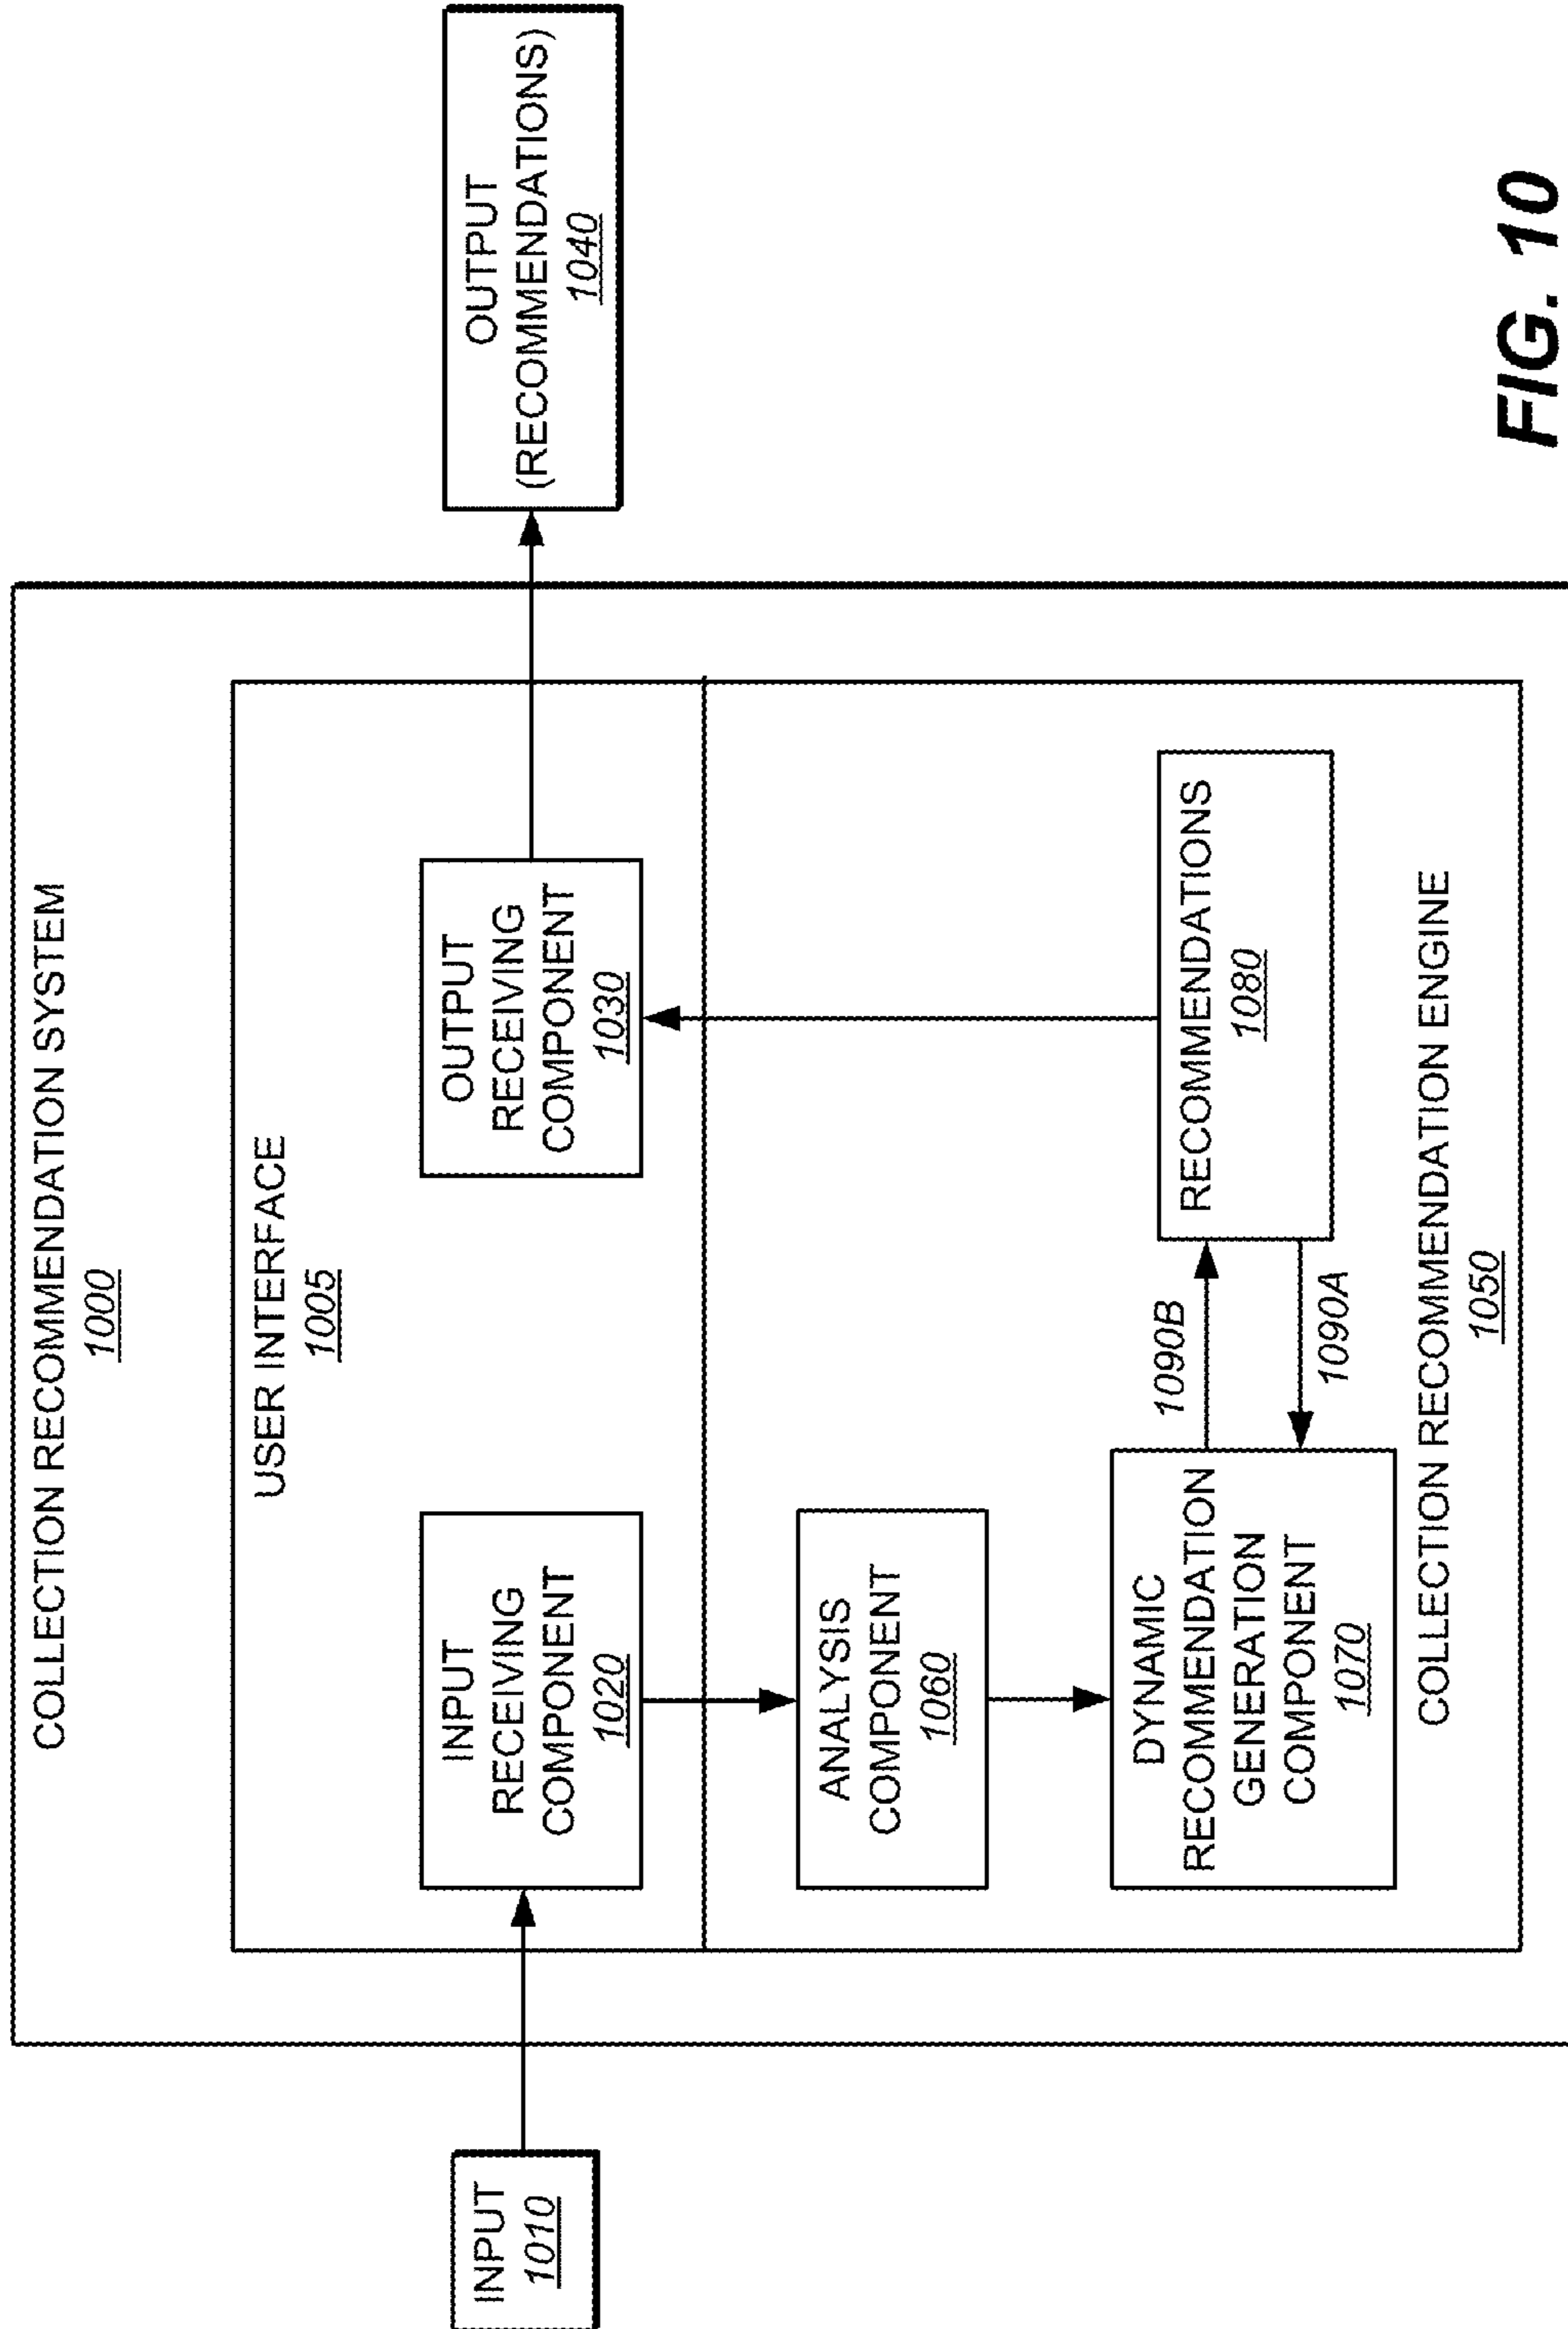 COLLECTION RECOMMENDATION SYSTEM
1000
USER INTERFACE
1005
INPUT
1010
INPUT
RECEIVING
COMPONENT
1020
OUTPUT
RECEIVING
COMPONENT
1030
OUTPUT
(RECOMMENDATIONS)
1040
ANALYSIS
COMPONENT
1060
DYNAMIC
RECOMMENDATION
GENERATION
COMPONENT
1070
1090B
1090A
RECOMMENDATIONS
1080
COLLECTION RECOMMENDATION ENGINE
1050
FIG. 10